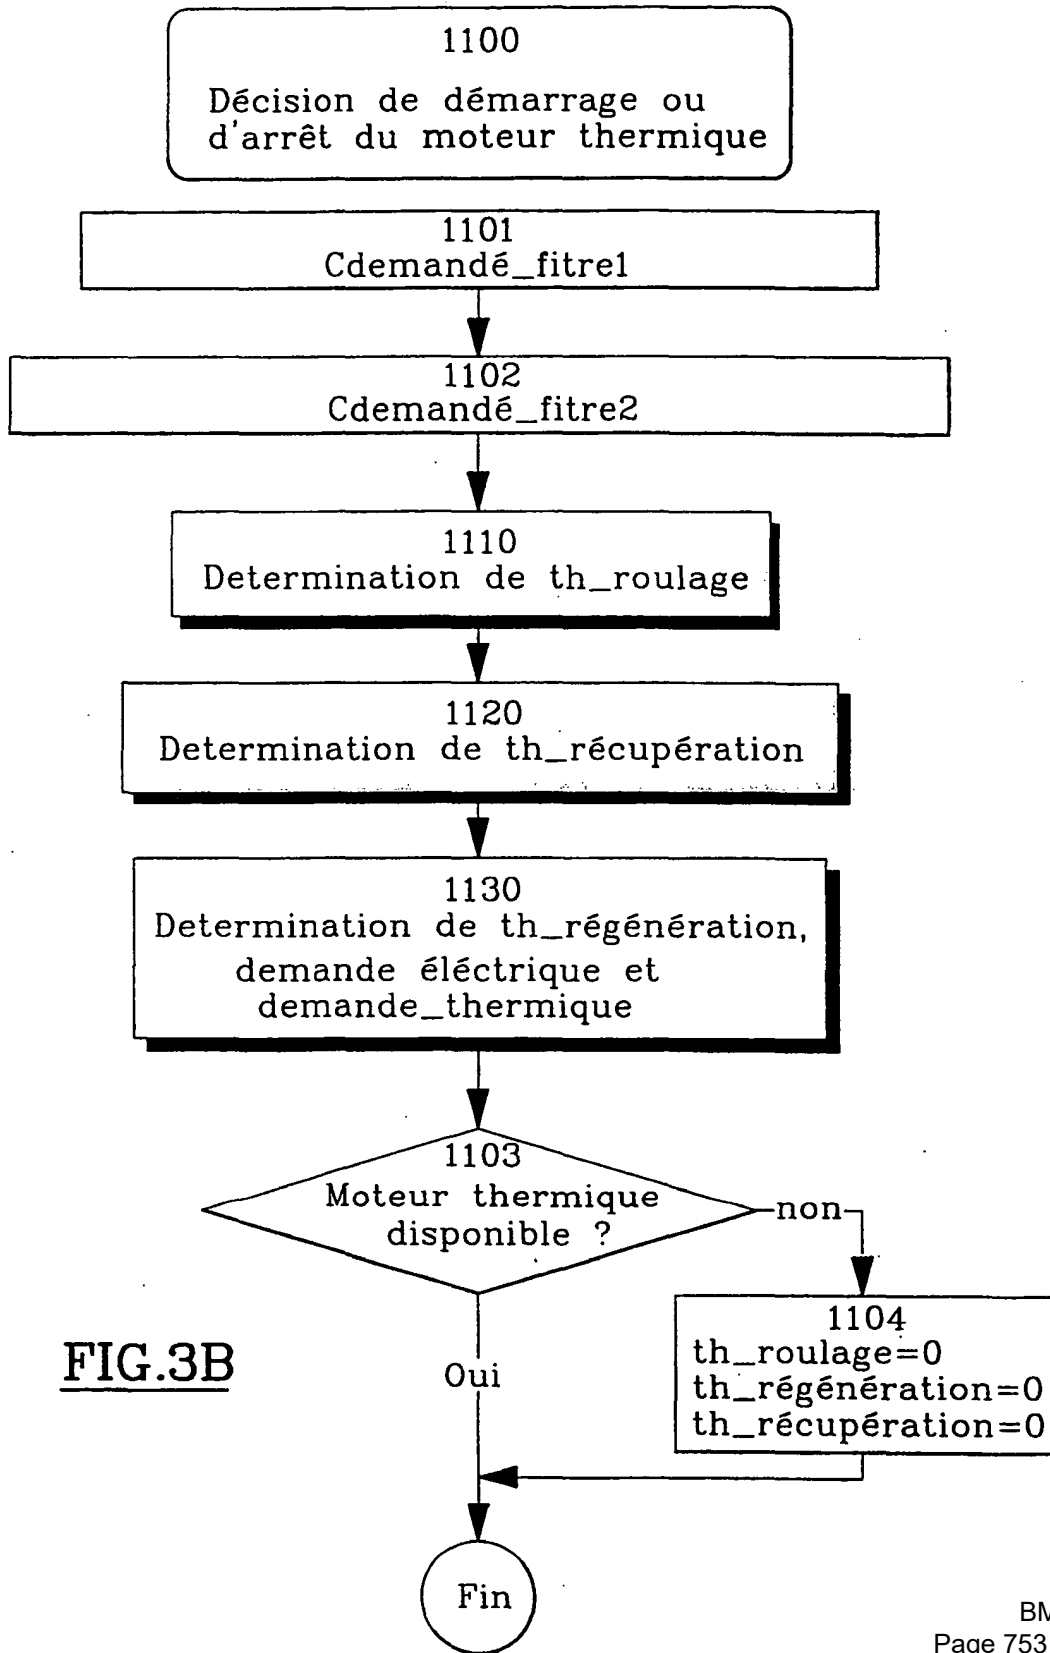 1100
Décision de démarrage ou
d'arrêt du moteur thermique
1101
Cdemandé_fitre1
1102
Cdemandé_fitre2
1110
Determination de th_roulage
1120
Determination de th_récupération
1130
Determination de th_régénération,
demande éléctrique et
demande_thermique
1103
Moteur thermique
disponible ?
non
1104
th_roulage=0
th_régénération=0
th_récupération=0
Oui
FIG.3B
Fin
BM
Page 753